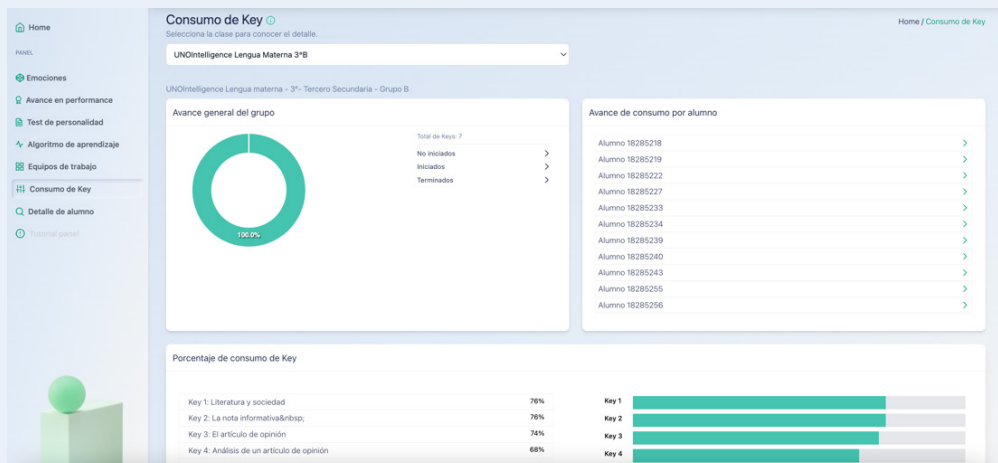 Home
PANEL
Emociones
Avance en performance
Test de personalidad
Algoritmo de aprendizaje
Equipos de trabajo
Consumo de Key
Detalle de alumno
Tutorial panel
Consumo de Key
Home / Consumo de Key
Selecciona la clase para conocer el detalle.
UNOIntelligence Lengua Materna 3°B
UNOIntelligence Lengua materna - 3°- Tercero Secundaria - Grupo B
Avance general del grupo
Total de Keys: 7
No iniciados
Iniciados
Terminados
100.0%
Avance de consumo por alumno
Alumno 18285218
Alumno 18285219
Alumno 18285222
Alumno 18285227
Alumno 18285233
Alumno 18285234
Alumno 18285239
Alumno 18285240
Alumno 18285243
Alumno 18285255
Alumno 18285256
Porcentaje de consumo de Key
Key 1: Literatura y sociedad 76%
Key 2: La nota informativa&nbsp; 76%
Key 3: El artículo de opinión 74%
Key 4: Análisis de un artículo de opinión 68%
Key 1
Key 2
Key 3
Key 4